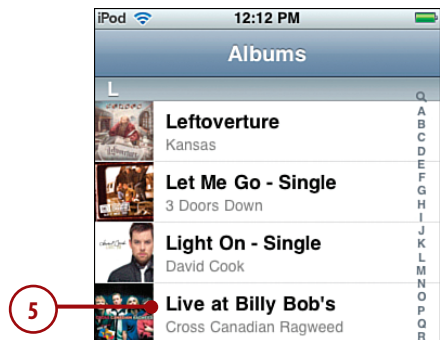 iPod 12:12 PM
Albums
L
Leftoverture
Kansas
Let Me Go - Single
3 Doors Down
Light On - Single
David Cook
Live at Billy Bob's
Cross Canadian Ragweed
5
A
B
C
D
E
F
G
H
I
J
K
L
M
N
O
P
Q
R